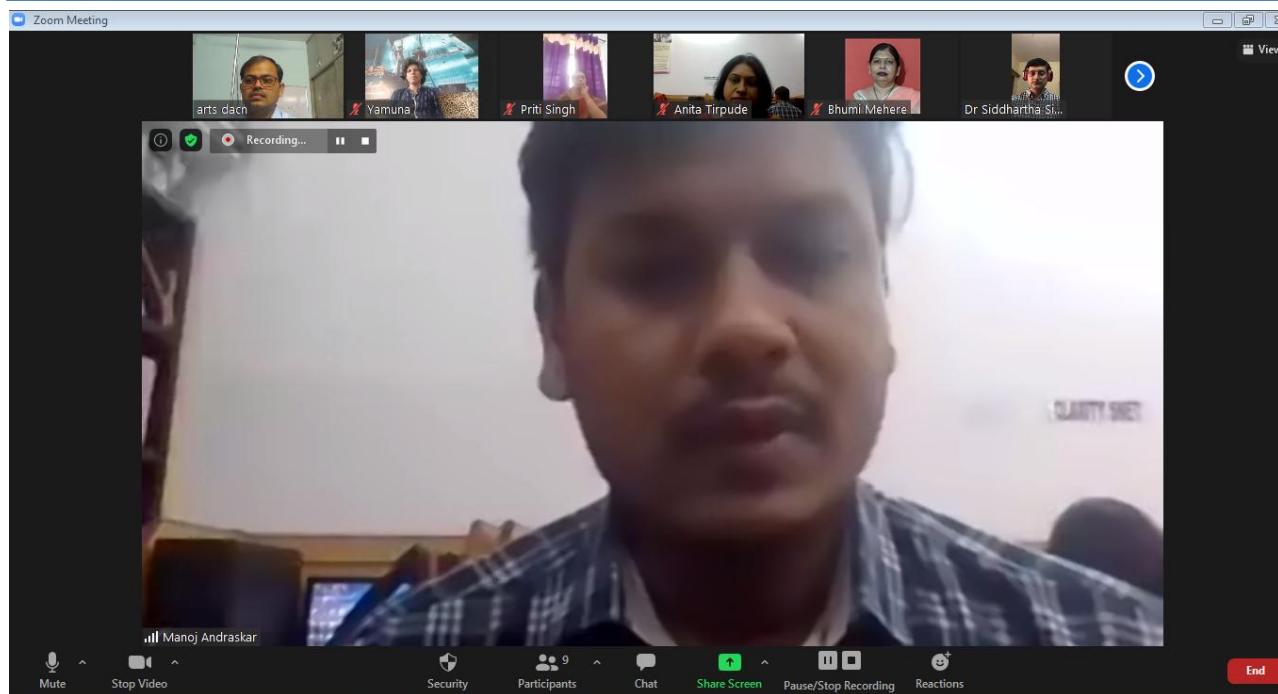 Zoom Meeting
View
arts dacn
Yamuna
Priti Singh
Anita Tirpude
Bhumi Mehere
Dr Siddhartha Si...
Recording...
CLARITY
Manoj Andraskar
9
Mute
Stop Video
Security
Participants
Chat
Share Screen
Pause/Stop Recording
Reactions
End